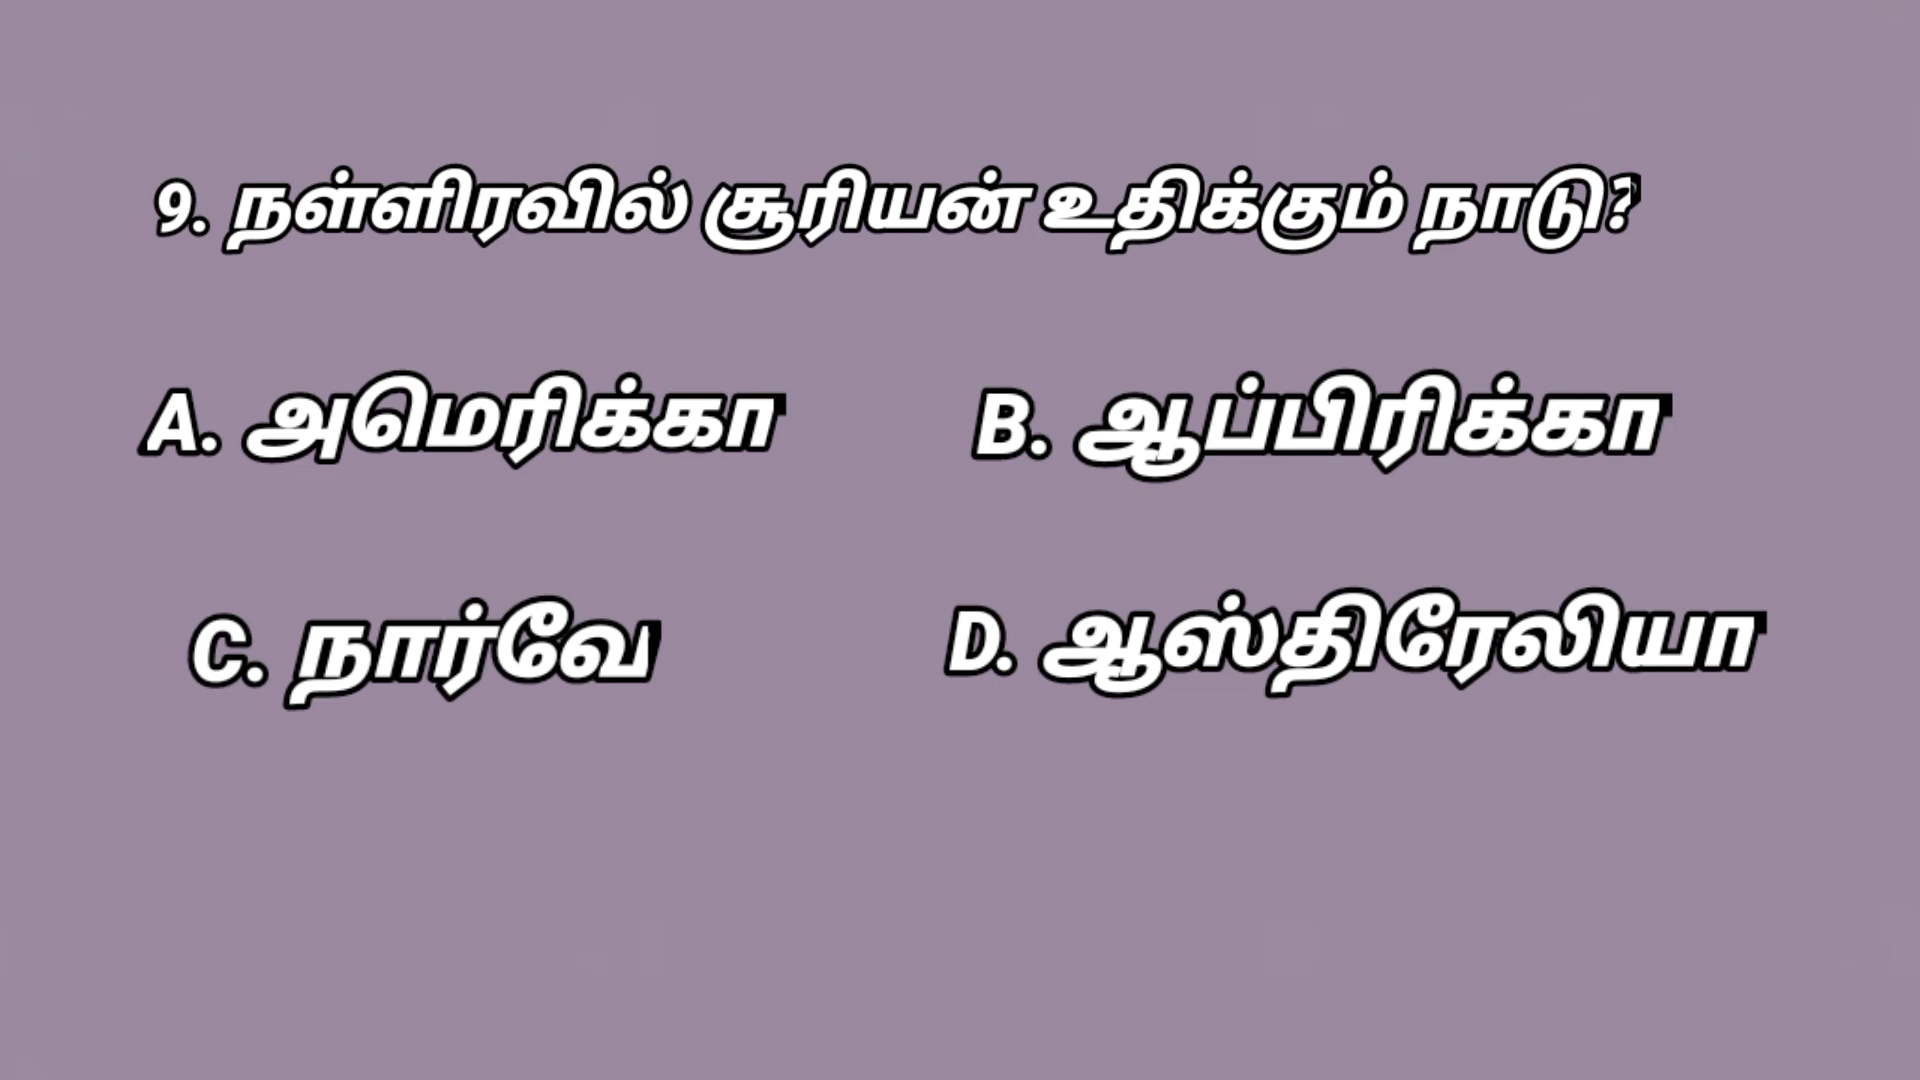 9. நள்ளிரவில் சூரியன் உதிக்கும் நாடு?
A. அமெரிக்கா B. ஆப்பிரிக்கா
C. நார்வே D. ஆஸ்திரேலியா